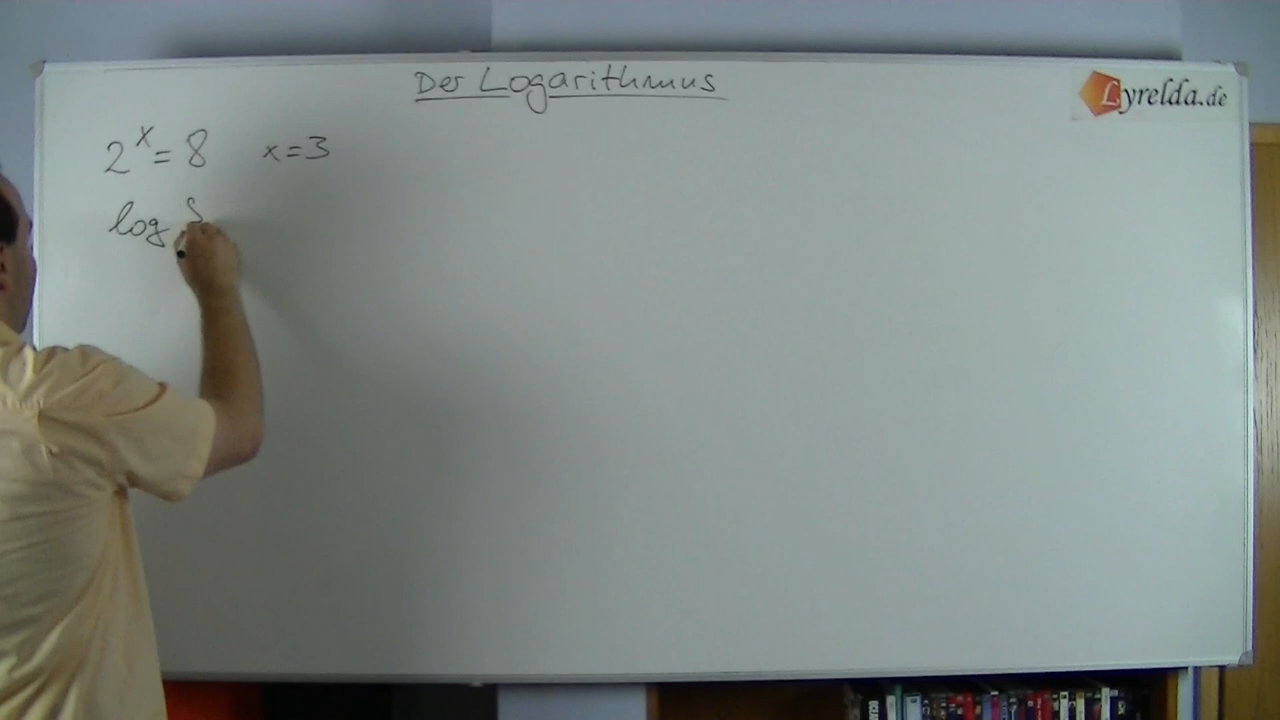 Der Logarithmus
Lyrelda.de
2^x = 8 x = 3
log